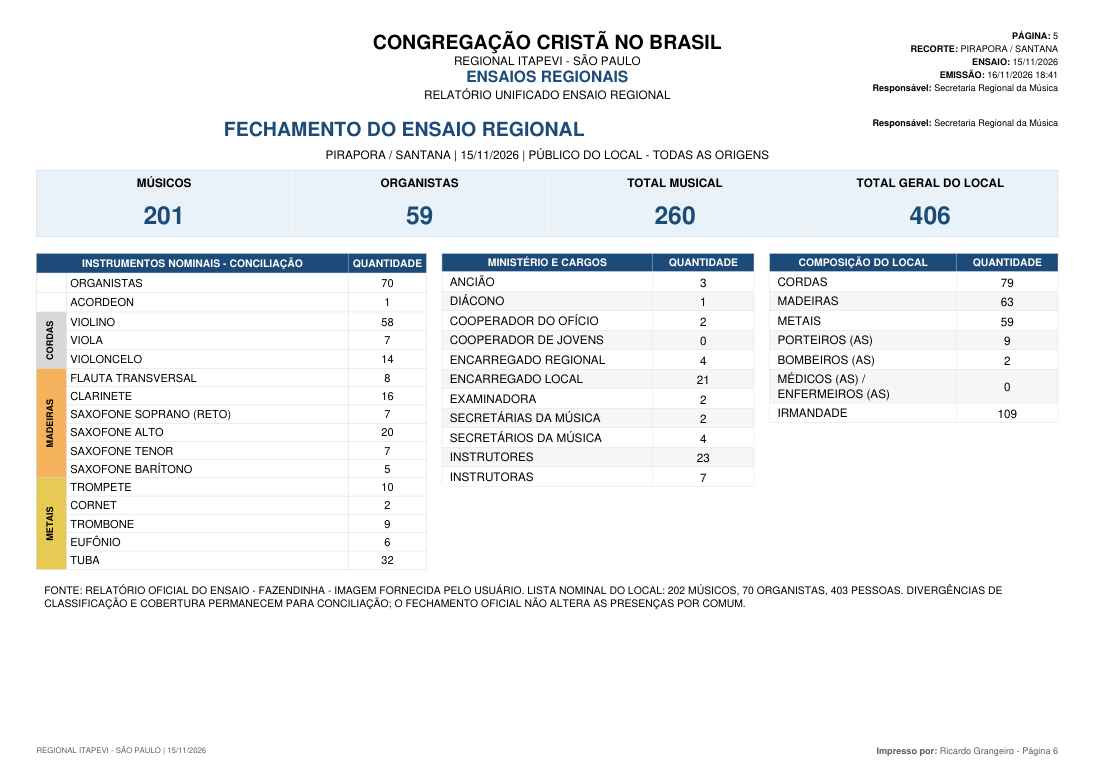 CONGREGAÇÃO CRISTÃ NO BRASIL
REGIONAL ITAPEVI - SÃO PAULO
ENSAIOS REGIONAIS
RELATÓRIO UNIFICADO ENSAIO REGIONAL
PÁGINA: 5
RECORTE: PIRAPORA / SANTANA
ENSAIO: 15/11/2026
EMISSÃO: 16/11/2026 18:41
Responsável: Secretaria Regional da Música
Responsável: Secretaria Regional da Música
FECHAMENTO DO ENSAIO REGIONAL
PIRAPORA / SANTANA | 15/11/2026 | PÚBLICO DO LOCAL - TODAS AS ORIGENS
MÚSICOS ORGANISTAS TOTAL MUSICAL TOTAL GERAL DO LOCAL
201 59 260 406
INSTRUMENTOS NOMINAIS - CONCILIAÇÃO QUANTIDADE
ORGANISTAS 70
ACORDEON 1
CORDAS
VIOLINO 58
VIOLA 7
VIOLONCELO 14
MADEIRAS
FLAUTA TRANSVERSAL 8
CLARINETE 16
SAXOFONE SOPRANO (RETO) 7
SAXOFONE ALTO 20
SAXOFONE TENOR 7
SAXOFONE BARÍTONO 5
METAIS
TROMPETE 10
CORNET 2
TROMBONE 9
EUFÔNIO 6
TUBA 32
MINISTÉRIO E CARGOS QUANTIDADE
ANCIÃO 3
DIÁCONO 1
COOPERADOR DO OFÍCIO 2
COOPERADOR DE JOVENS 0
ENCARREGADO REGIONAL 4
ENCARREGADO LOCAL 21
EXAMINADORA 2
SECRETÁRIAS DA MÚSICA 2
SECRETÁRIOS DA MÚSICA 4
INSTRUTORES 23
INSTRUTORAS 7
COMPOSIÇÃO DO LOCAL QUANTIDADE
CORDAS 79
MADEIRAS 63
METAIS 59
PORTEIROS (AS) 9
BOMBEIROS (AS) 2
MÉDICOS (AS) /
ENFERMEIROS (AS) 0
IRMANDADE 109
FONTE: RELATÓRIO OFICIAL DO ENSAIO - FAZENDINHA - IMAGEM FORNECIDA PELO USUÁRIO. LISTA NOMINAL DO LOCAL: 202 MÚSICOS, 70 ORGANISTAS, 403 PESSOAS. DIVERGÊNCIAS DE
CLASSIFICAÇÃO E COBERTURA PERMANECEM PARA CONCILIAÇÃO; O FECHAMENTO OFICIAL NÃO ALTERA AS PRESENÇAS POR COMUM.
REGIONAL ITAPEVI - SÃO PAULO | 15/11/2026
Impresso por: Ricardo Grangeiro - Página 6